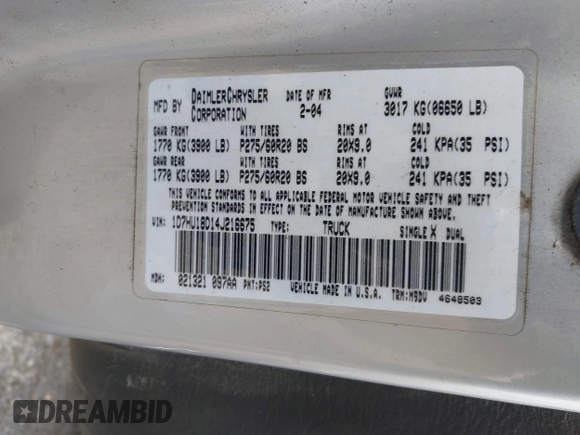 MFD BY DAIMLERCHRYSLER CORPORATION DATE OF MFR 2-04 GVWR 3017 KG(06650 LB)
GAWR FRONT WITH TIRES RIMS AT COLD
1770 KG(3900 LB) P275/60R20 BS 20X9.0 241 KPA(35 PSI)
GAWR REAR WITH TIRES RIMS AT COLD
1770 KG(3900 LB) P275/60R20 BS 20X9.0 241 KPA(35 PSI)
THIS VEHICLE CONFORMS TO ALL APPLICABLE FEDERAL MOTOR VEHICLE SAFETY AND THEFT
PREVENTION STANDARDS IN EFFECT ON THE DATE OF MANUFACTURE SHOWN ABOVE.
VIN: 1D7HU18D14J216675 TYPE: TRUCK SINGLE X DUAL
MDH: 021321 097AA PNT:PS2 VEHICLE MADE IN U.S.A. TRM:M9DV 4648503
DREAMBID